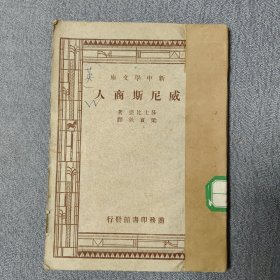 英
新中學文庫
威尼斯商人
莎士比亞著
梁實秋譯
商務印書館發行